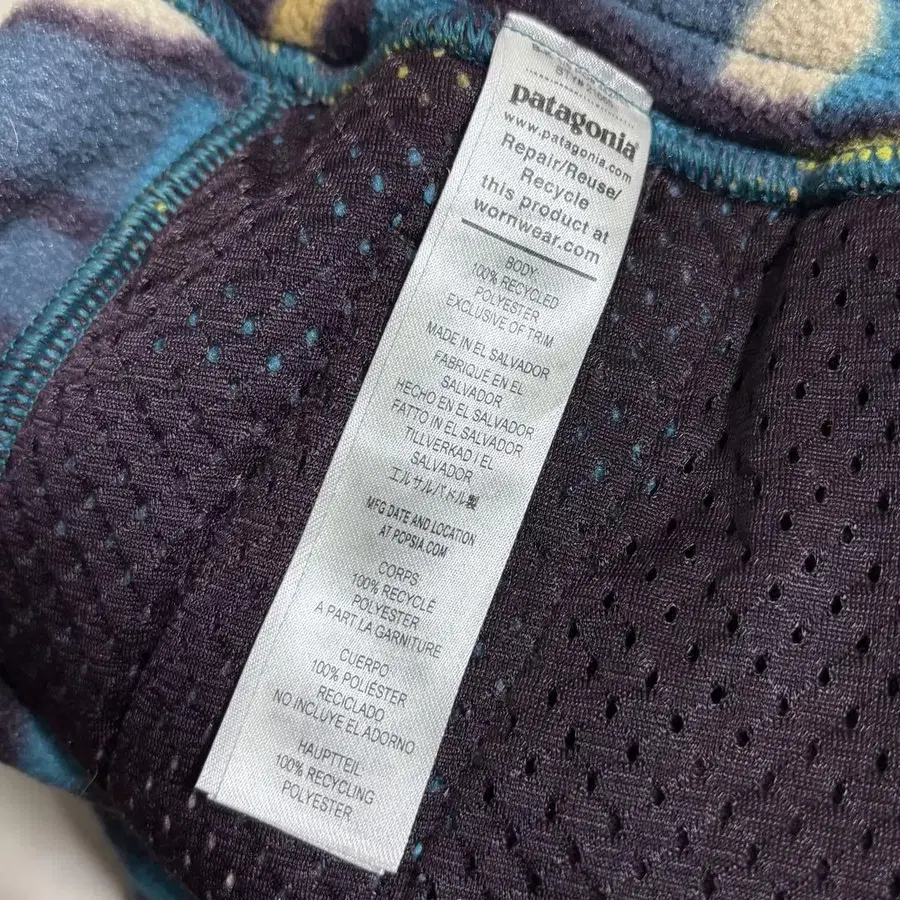 patagonia®
www.patagonia.com
Repair/Reuse/
Recycle
this product at
wornwear.com
BODY:
100% RECYCLED
POLYESTER
EXCLUSIVE OF TRIM
MADE IN EL SALVADOR
FABRIQUÉ EN EL
SALVADOR
HECHO EN EL SALVADOR
FATTO IN EL SALVADOR
TILLVERKAD I EL
SALVADOR
エルサルバドル製
MFG DATE AND LOCATION
AT PCPSIA.COM
CORPS:
100% RECYCLÉ
POLYESTER
A PART LA GARNITURE
CUERPO:
100% POLIÉSTER
RECICLADO
NO INCLUYE EL ADORNO
HAUPTTEIL:
100% RECYCLING
POLYESTER